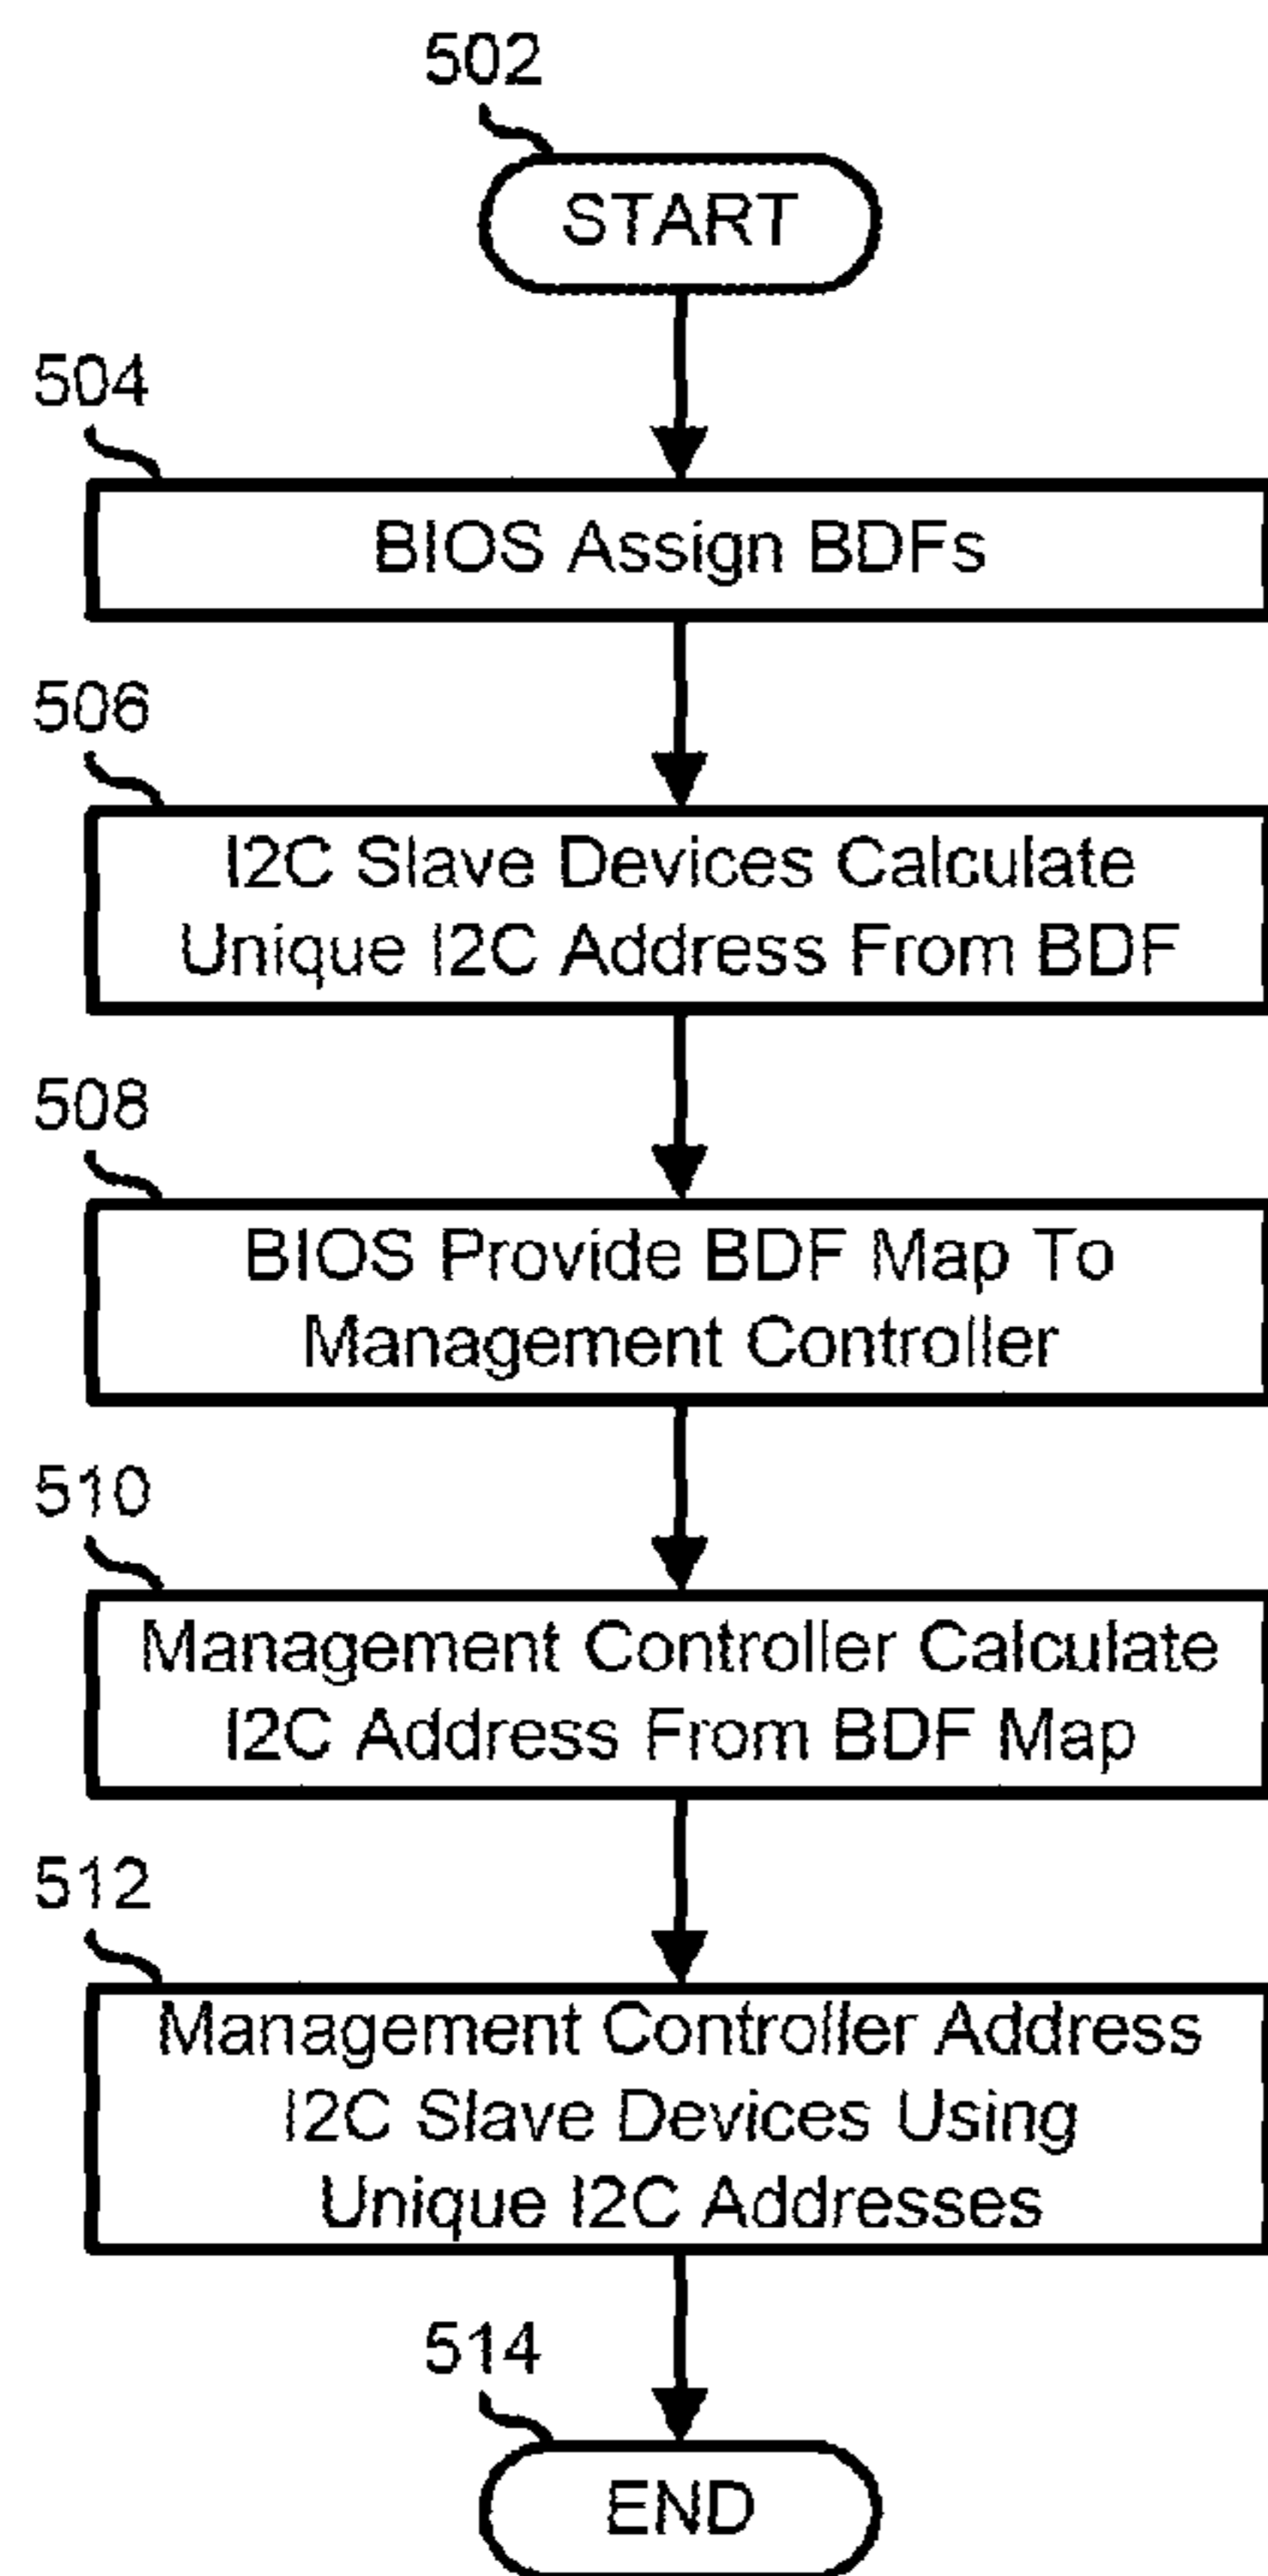 502
START
504
BIOS Assign BDFs
506
I2C Slave Devices Calculate
Unique I2C Address From BDF
508
BIOS Provide BDF Map To
Management Controller
510
Management Controller Calculate
I2C Address From BDF Map
512
Management Controller Address
I2C Slave Devices Using
Unique I2C Addresses
514
END